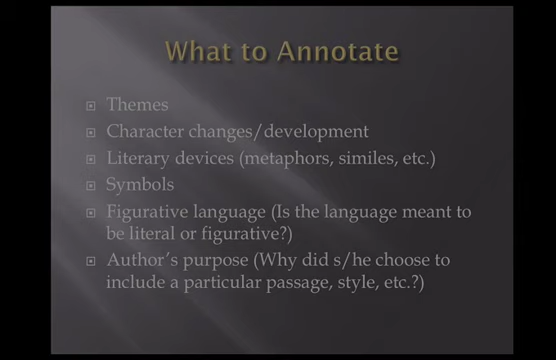 What to Annotate
Themes
Character changes/development
Literary devices (metaphors, similes, etc.)
Symbols
Figurative language (Is the language meant to
be literal or figurative?)
Author's purpose (Why did s/he choose to
include a particular passage, style, etc.?)